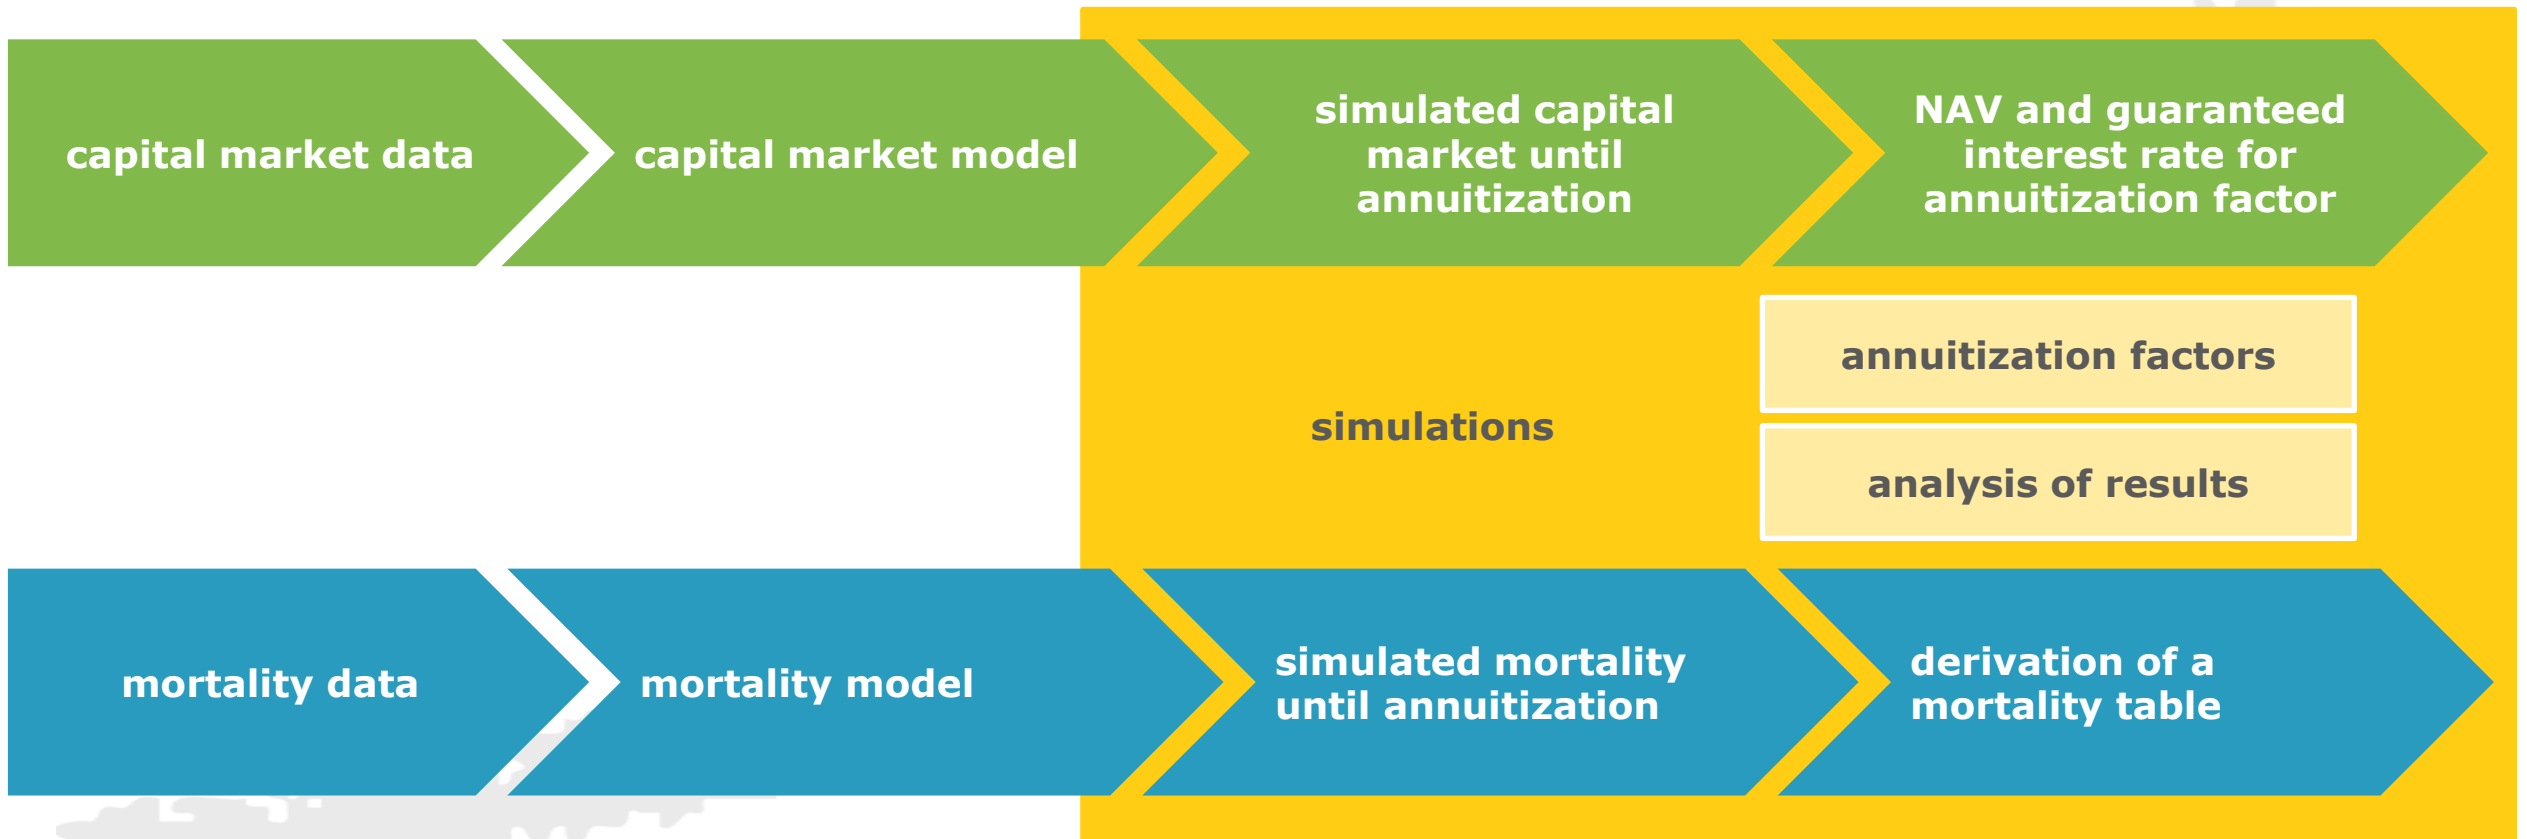 capital market data
capital market model
simulated capital
market until
annuitization
NAV and guaranteed
interest rate for
annuitization factor
simulations
annuitization factors
analysis of results
mortality data
mortality model
simulated mortality
until annuitization
derivation of a
mortality table